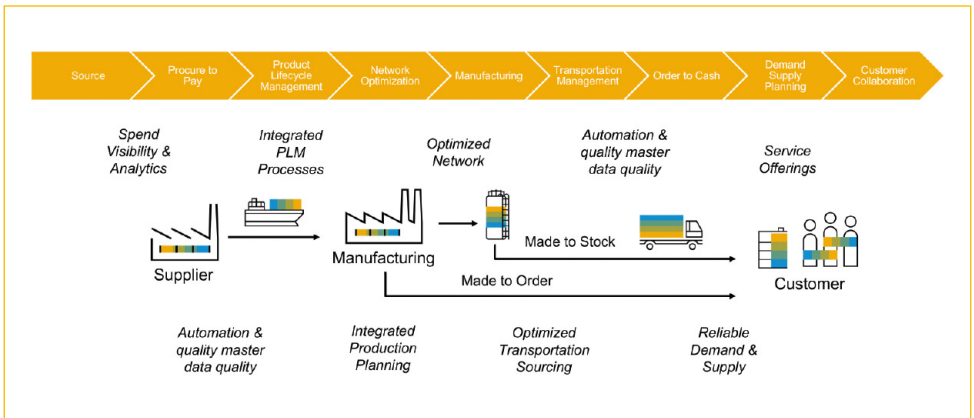 Source
Procure to
Pay
Product
Lifecycle
Management
Network
Optimization
Manufacturing
Transportation
Management
Order to Cash
Demand
Supply
Planning
Customer
Collaboration
Spend
Visibility &
Analytics
Integrated
PLM
Processes
Optimized
Network
Automation &
quality master
data quality
Service
Offerings
Supplier
Manufacturing
Made to Stock
Made to Order
Customer
Automation &
quality master
data quality
Integrated
Production
Planning
Optimized
Transportation
Sourcing
Reliable
Demand &
Supply